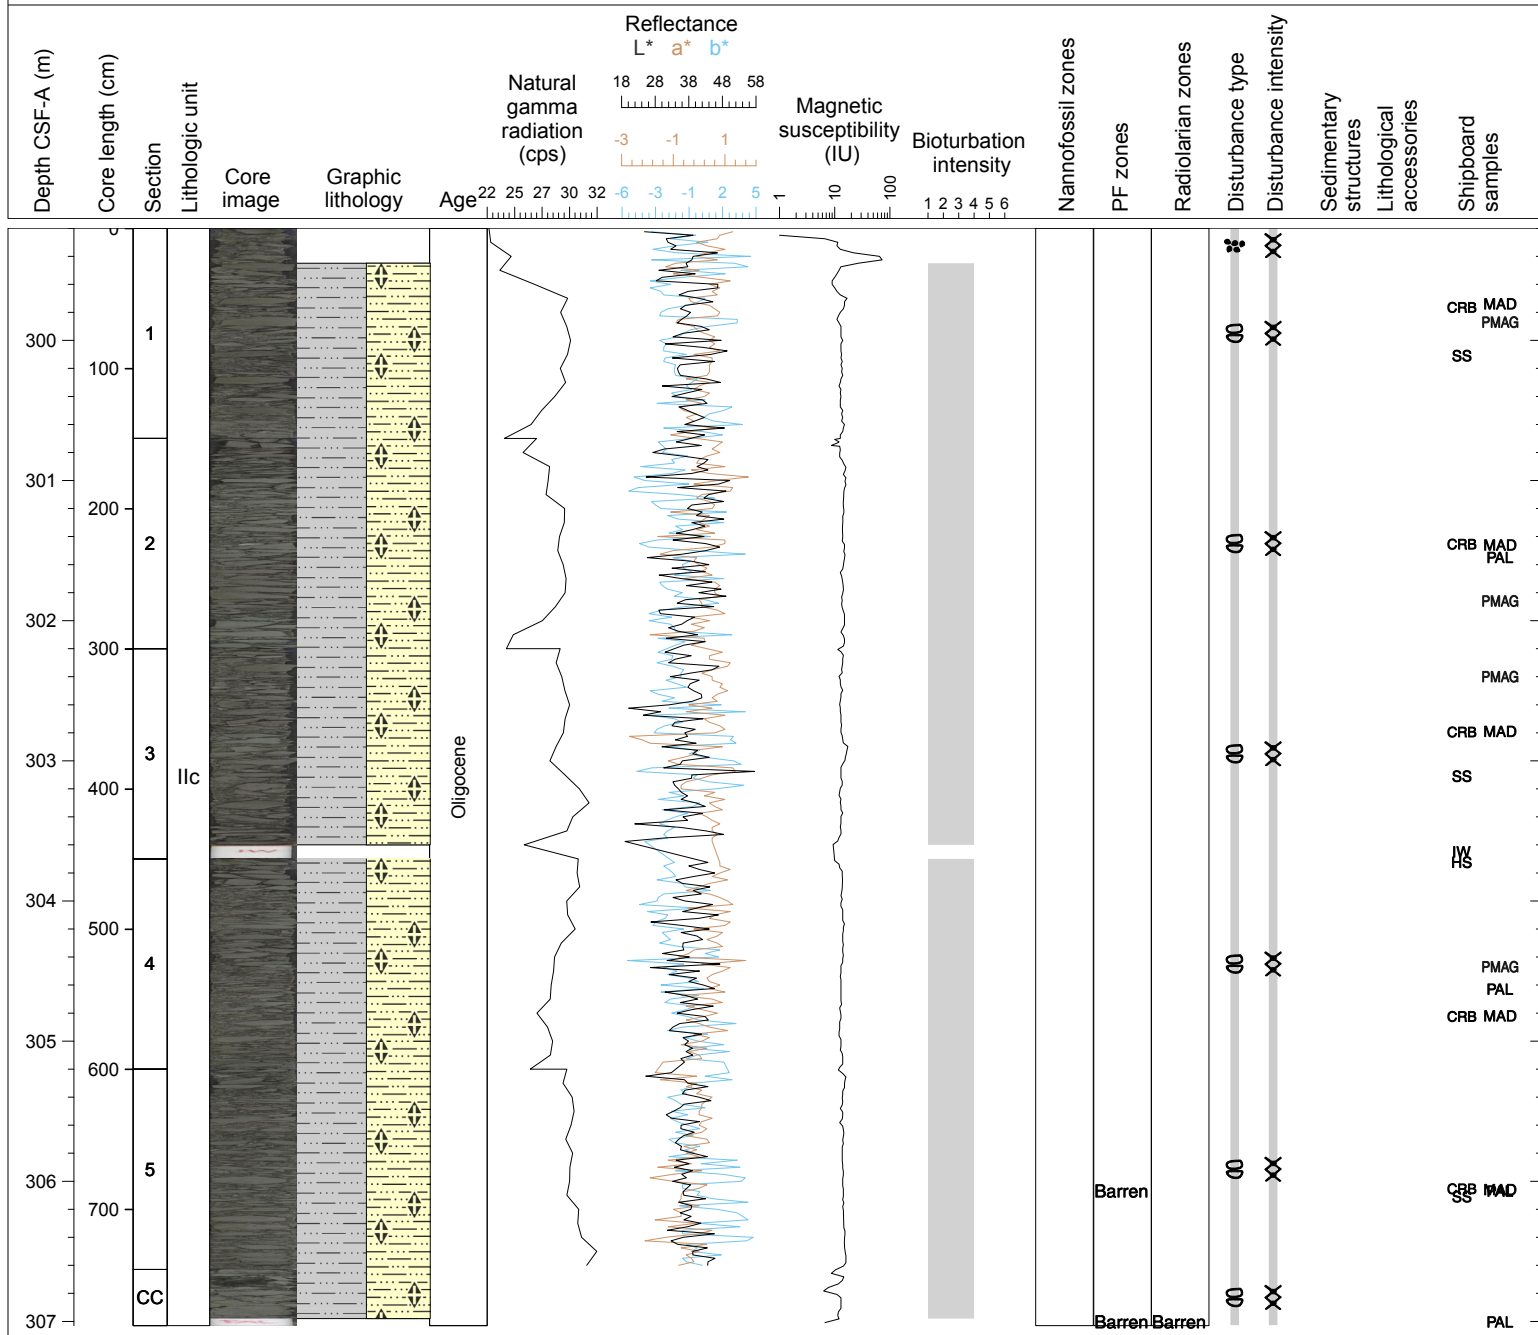 Depth CSF-A (m)
Core length (cm)
Section
Lithologic unit
Core
image
Graphic
lithology
Age
Natural
gamma
radiation
(cps)
22 25 27 30 32
Reflectance
L* a* b*
18 28 38 48 58
-3 -1 1
-6 -3 -1 2 5
Magnetic
susceptibility
(IU)
1 10 100
Bioturbation
intensity
1 2 3 4 5 6
Nannofossil zones
PF zones
Radiolarian zones
Disturbance type
Disturbance intensity
Sedimentary
structures
Lithological
accessories
Shipboard
samples
0
CRB MAD
PMAG
300
1
SS
100
301
200
2
CRB MAD
PAL
PMAG
302
300
PMAG
CRB MAD
303
3
IIc
SS
400
Oligocene
IW
HS
304
500
4
PMAG
PAL
CRB MAD
305
600
5
306
Barren
CRB MAD
PAL
SS
700
CC
307
Barren
Barren
PAL